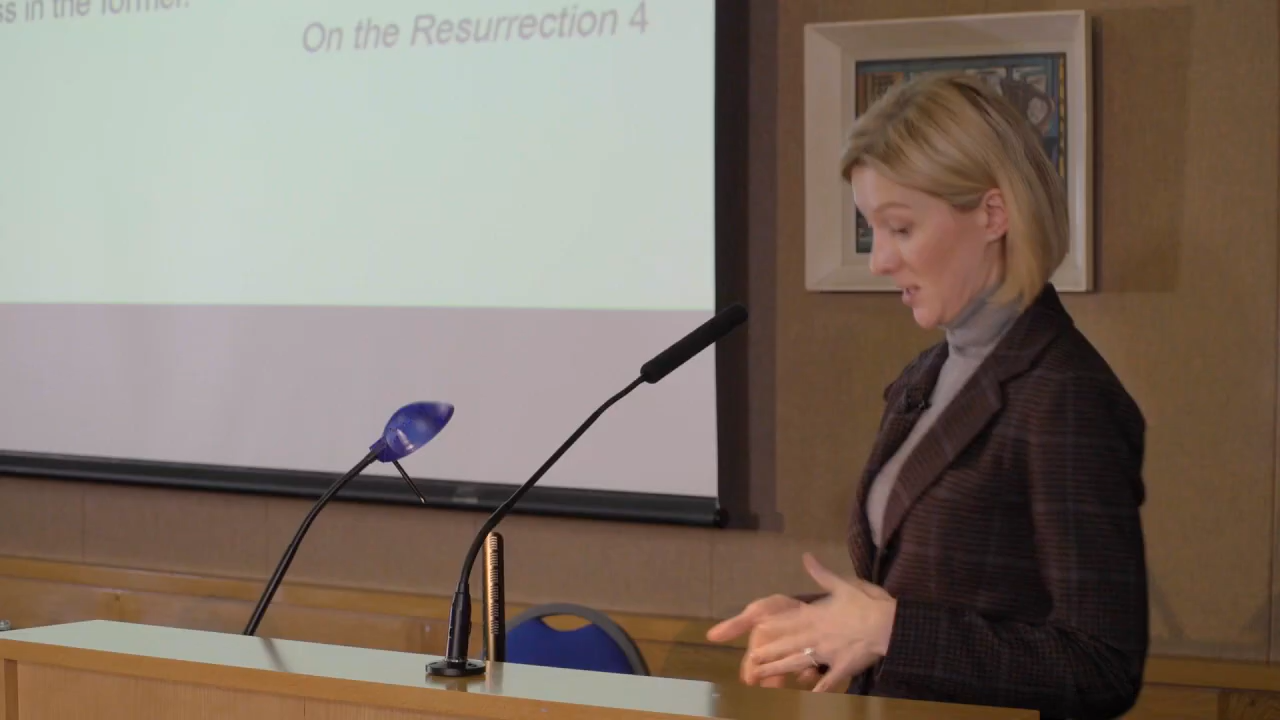 ss in the former.
On the Resurrection 4